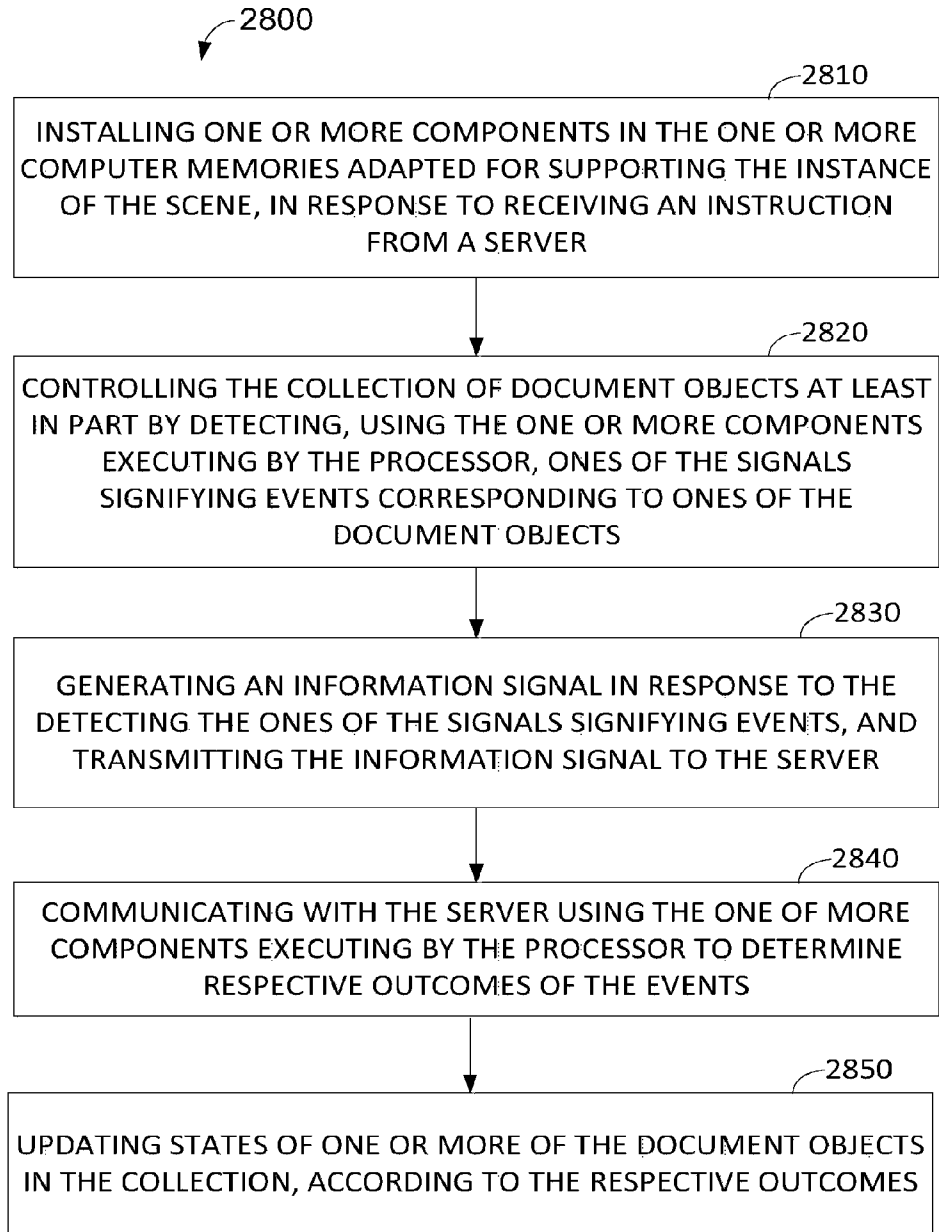 2800
2810
INSTALLING ONE OR MORE COMPONENTS IN THE ONE OR MORE
COMPUTER MEMORIES ADAPTED FOR SUPPORTING THE INSTANCE
OF THE SCENE, IN RESPONSE TO RECEIVING AN INSTRUCTION
FROM A SERVER
2820
CONTROLLING THE COLLECTION OF DOCUMENT OBJECTS AT LEAST
IN PART BY DETECTING, USING THE ONE OR MORE COMPONENTS
EXECUTING BY THE PROCESSOR, ONES OF THE SIGNALS
SIGNIFYING EVENTS CORRESPONDING TO ONES OF THE
DOCUMENT OBJECTS
2830
GENERATING AN INFORMATION SIGNAL IN RESPONSE TO THE
DETECTING THE ONES OF THE SIGNALS SIGNIFYING EVENTS, AND
TRANSMITTING THE INFORMATION SIGNAL TO THE SERVER
2840
COMMUNICATING WITH THE SERVER USING THE ONE OF MORE
COMPONENTS EXECUTING BY THE PROCESSOR TO DETERMINE
RESPECTIVE OUTCOMES OF THE EVENTS
2850
UPDATING STATES OF ONE OR MORE OF THE DOCUMENT OBJECTS
IN THE COLLECTION, ACCORDING TO THE RESPECTIVE OUTCOMES